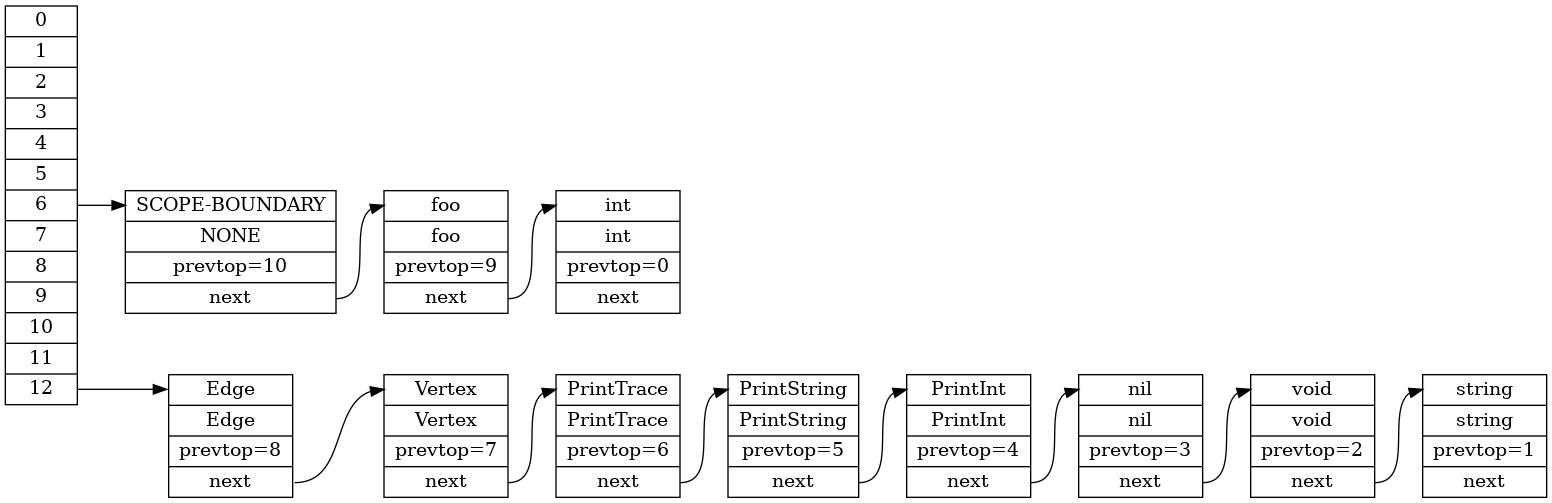 0
1
2
3
4
5
6
7
8
9
10
11
12
SCOPE-BOUNDARY
NONE
prevtop=10
next
foo
foo
prevtop=9
next
int
int
prevtop=0
next
Edge
Edge
prevtop=8
next
Vertex
Vertex
prevtop=7
next
PrintTrace
PrintTrace
prevtop=6
next
PrintString
PrintString
prevtop=5
next
PrintInt
PrintInt
prevtop=4
next
nil
nil
prevtop=3
next
void
void
prevtop=2
next
string
string
prevtop=1
next